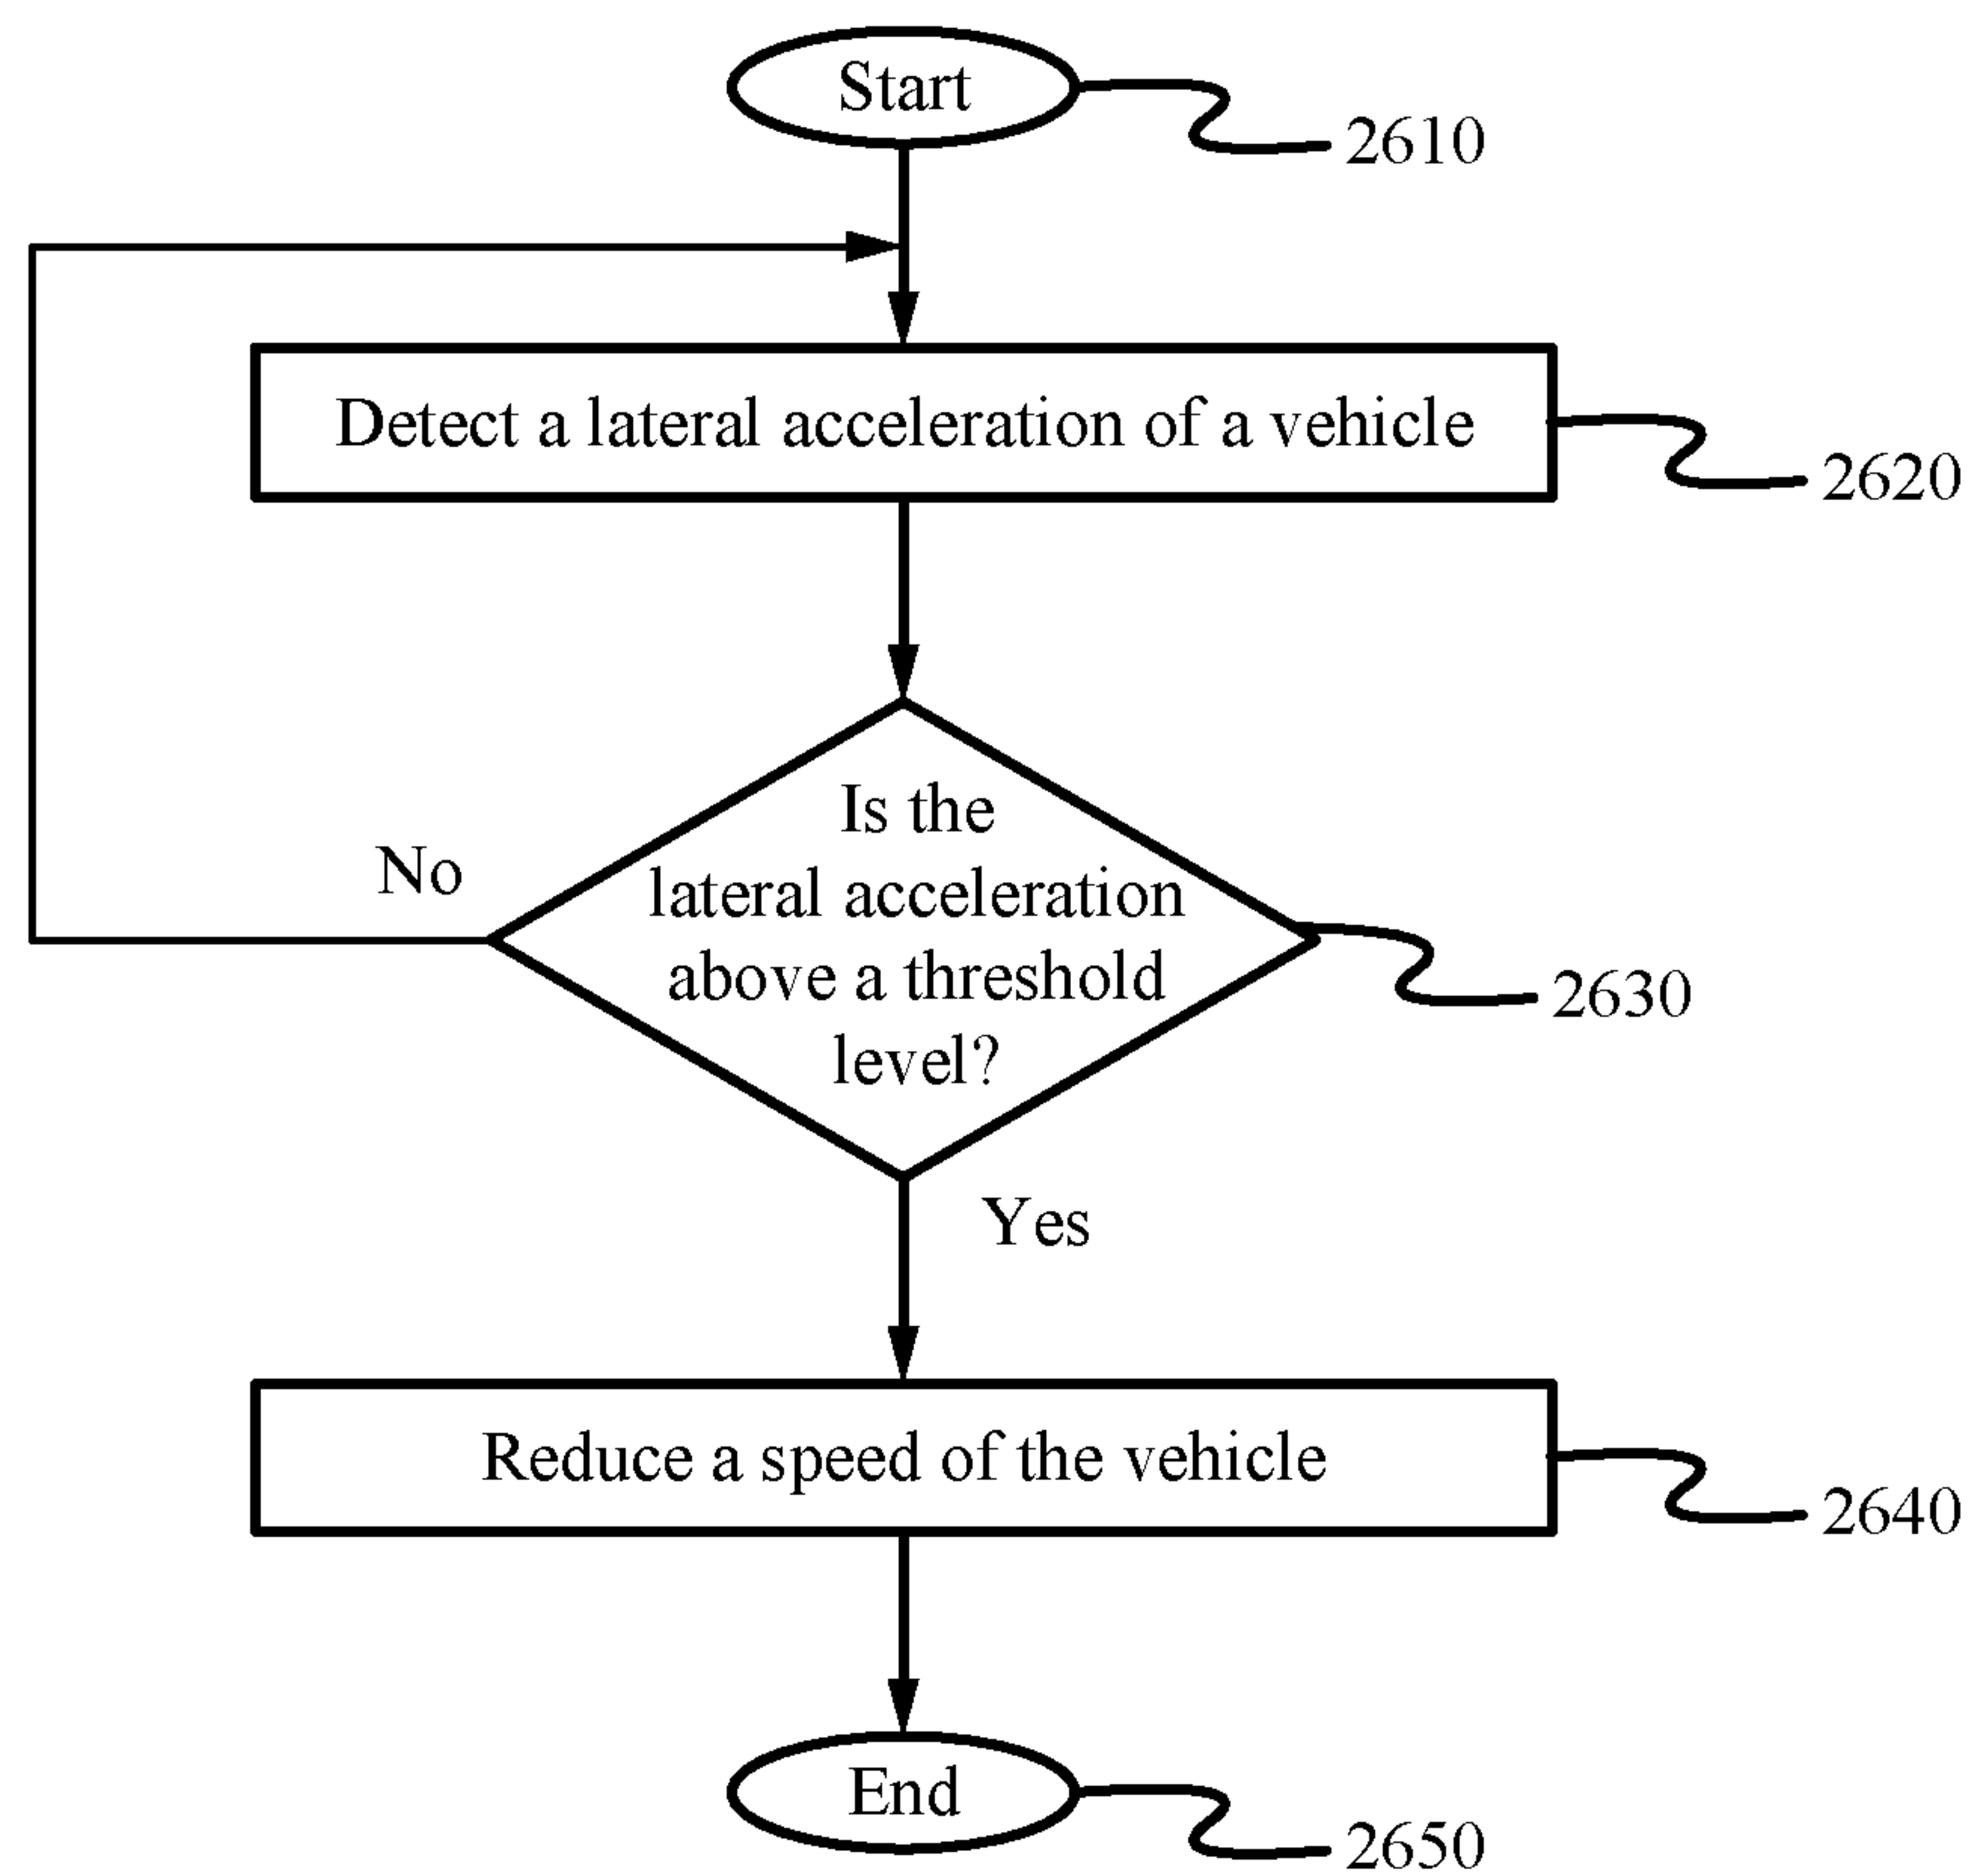 Start
2610
Detect a lateral acceleration of a vehicle
2620
Is the
lateral acceleration
above a threshold
level?
No
2630
Yes
Reduce a speed of the vehicle
2640
End
2650